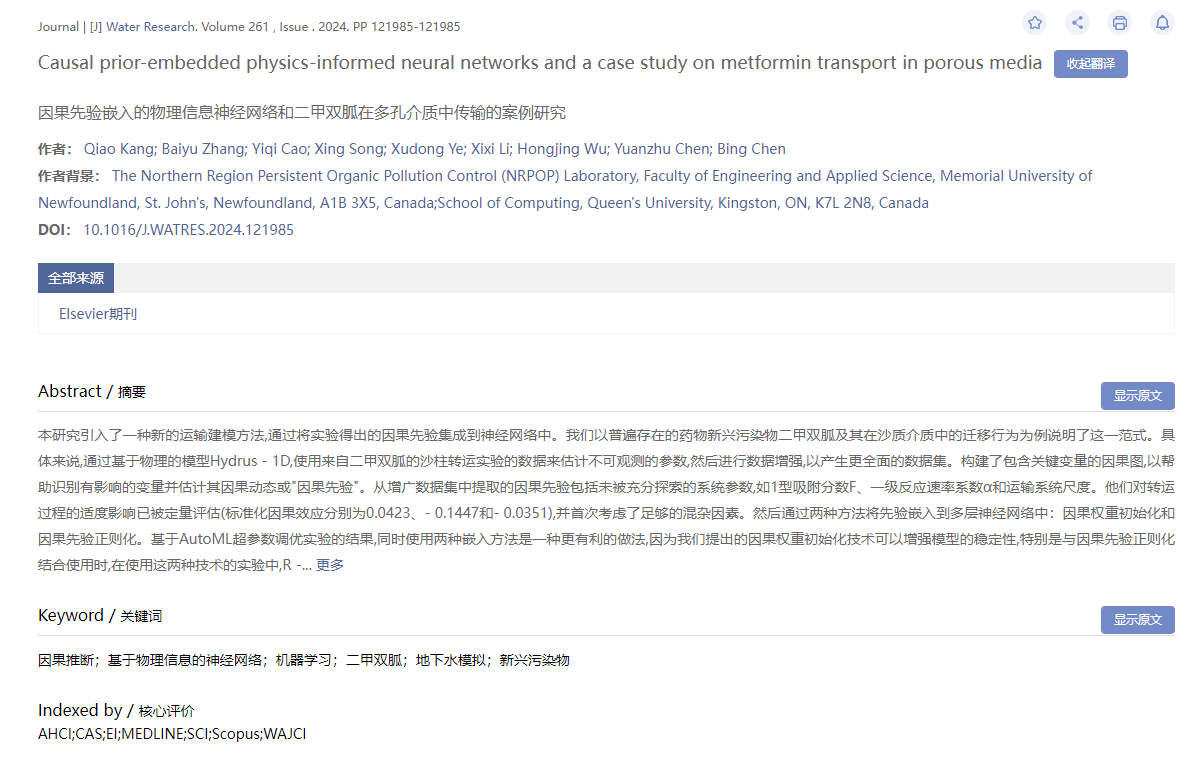 Journal | [J] Water Research. Volume 261 , Issue . 2024. PP 121985-121985
Causal prior-embedded physics-informed neural networks and a case study on metformin transport in porous media 收起翻译
因果先验嵌入的物理信息神经网络和二甲双胍在多孔介质中传输的案例研究
作者： Qiao Kang; Baiyu Zhang; Yiqi Cao; Xing Song; Xudong Ye; Xixi Li; Hongjing Wu; Yuanzhu Chen; Bing Chen
作者背景： The Northern Region Persistent Organic Pollution Control (NRPOP) Laboratory, Faculty of Engineering and Applied Science, Memorial University of
Newfoundland, St. John's, Newfoundland, A1B 3X5, Canada;School of Computing, Queen's University, Kingston, ON, K7L 2N8, Canada
DOI： 10.1016/J.WATRES.2024.121985
全部来源
Elsevier期刊
Abstract / 摘要
显示原文
本研究引入了一种新的运输建模方法,通过将实验得出的因果先验集成到神经网络中。我们以普遍存在的药物新兴污染物二甲双胍及其在沙质介质中的迁移行为为例说明了这一范式。具
体来说,通过基于物理的模型Hydrus - 1D,使用来自二甲双胍的沙柱转运实验的数据来估计不可观测的参数,然后进行数据增强,以产生更全面的数据集。构建了包含关键变量的因果图,以帮
助识别有影响的变量并估计其因果动态或"因果先验"。从增广数据集中提取的因果先验包括未被充分探索的系统参数,如1型吸附分数F、一级反应速率系数α和运输系统尺度。他们对转运
过程的适度影响已被定量评估(标准化因果效应分别为0.0423、- 0.1447和- 0.0351),并首次考虑了足够的混杂因素。然后通过两种方法将先验嵌入到多层神经网络中：因果权重初始化和
因果先验正则化。基于AutoML超参数调优实验的结果,同时使用两种嵌入方法是一种更有利的做法,因为我们提出的因果权重初始化技术可以增强模型的稳定性,特别是与因果先验正则化
结合使用时,在使用这两种技术的实验中,R -... 更多
Keyword / 关键词
显示原文
因果推断；基于物理信息的神经网络；机器学习；二甲双胍；地下水模拟；新兴污染物
Indexed by / 核心评价
AHCI;CAS;EI;MEDLINE;SCI;Scopus;WAJCI